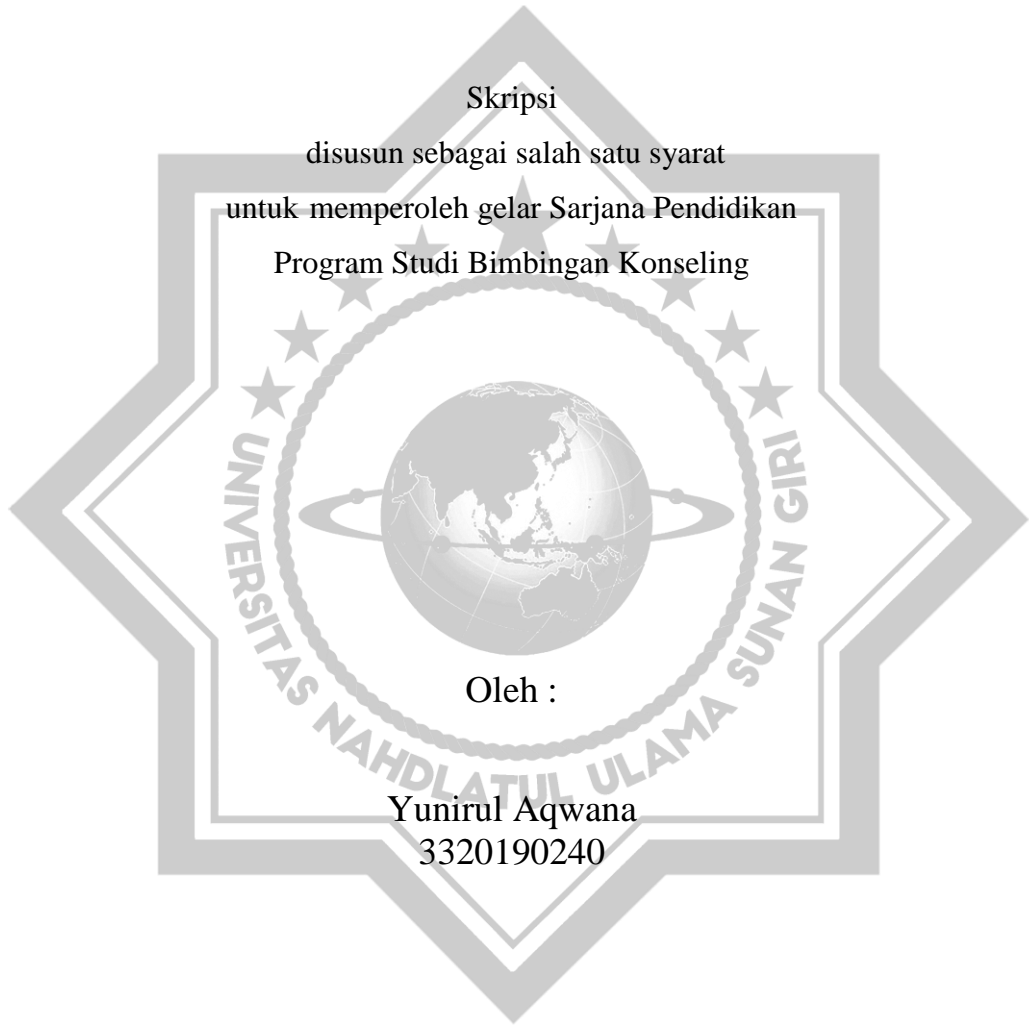 Skripsi
disusun sebagai salah satu syarat
untuk memperoleh gelar Sarjana Pendidikan
Program Studi Bimbingan Konseling
UNIVERSITAS NAHDLATUL ULAMA SUNAN GIRI
Oleh :
Yunirul Aqwana
3320190240